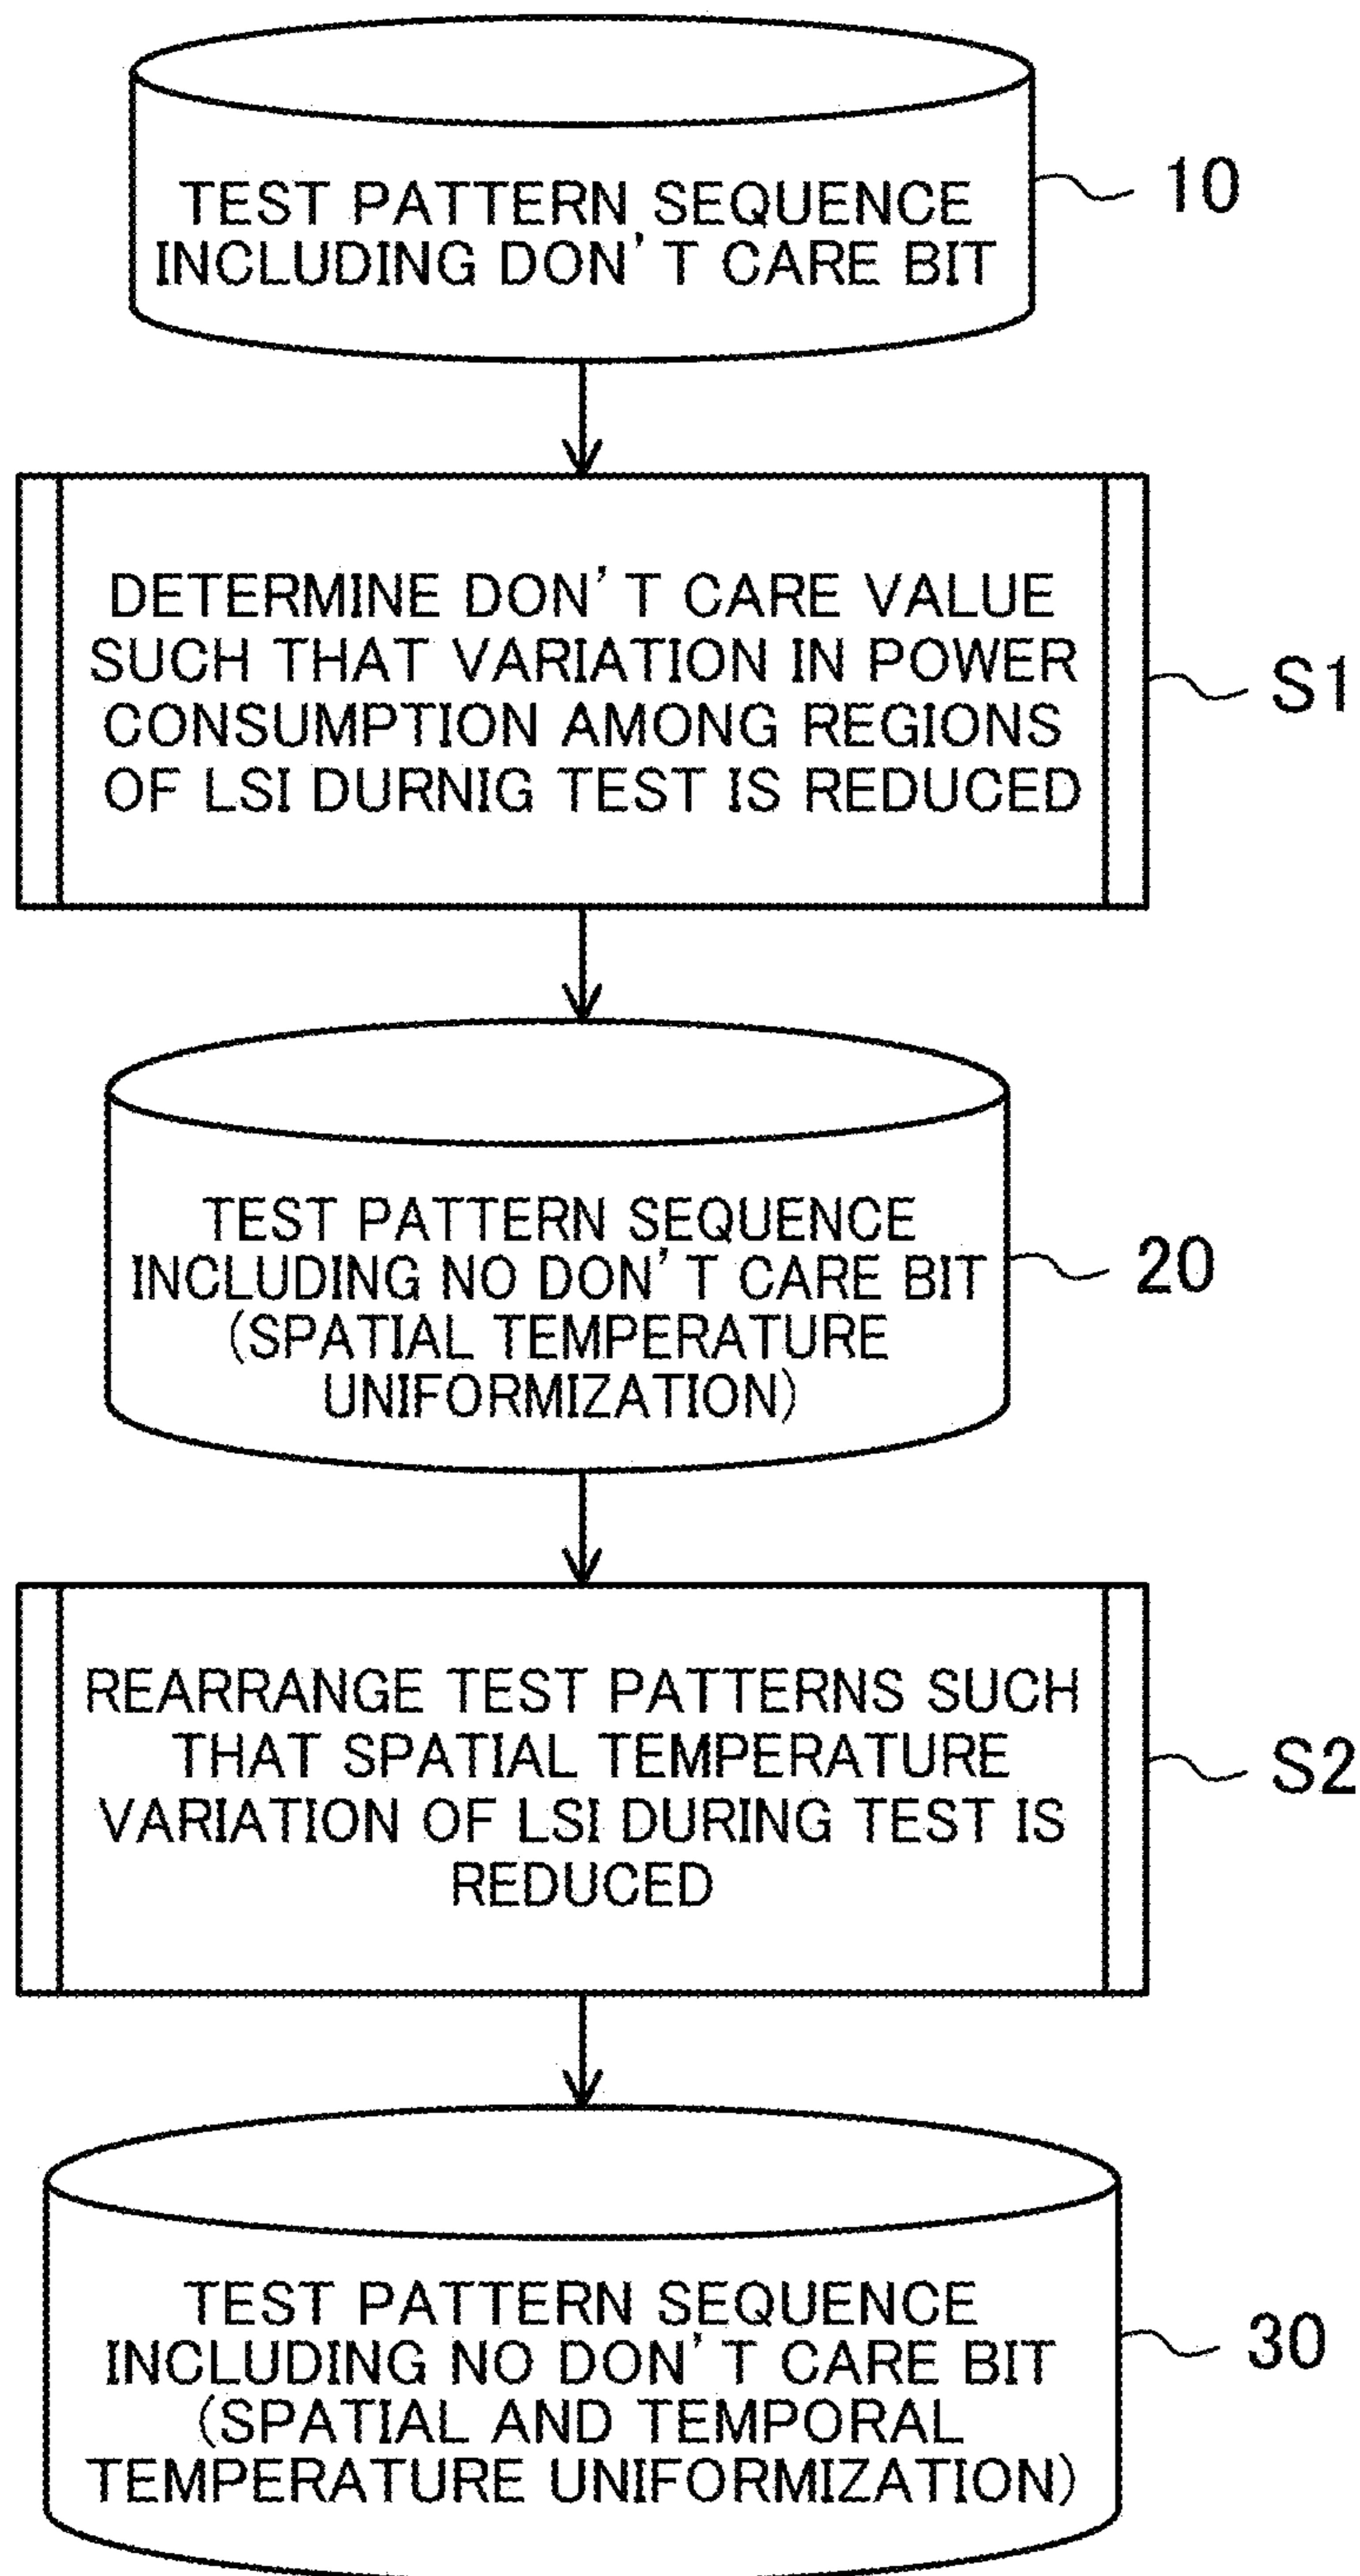 TEST PATTERN SEQUENCE
INCLUDING DON'T CARE BIT
10
DETERMINE DON'T CARE VALUE
SUCH THAT VARIATION IN POWER
CONSUMPTION AMONG REGIONS
OF LSI DURNIG TEST IS REDUCED
S1
TEST PATTERN SEQUENCE
INCLUDING NO DON'T CARE BIT
(SPATIAL TEMPERATURE
UNIFORMIZATION)
20
REARRANGE TEST PATTERNS SUCH
THAT SPATIAL TEMPERATURE
VARIATION OF LSI DURING TEST IS
REDUCED
S2
TEST PATTERN SEQUENCE
INCLUDING NO DON'T CARE BIT
(SPATIAL AND TEMPORAL
TEMPERATURE UNIFORMIZATION)
30